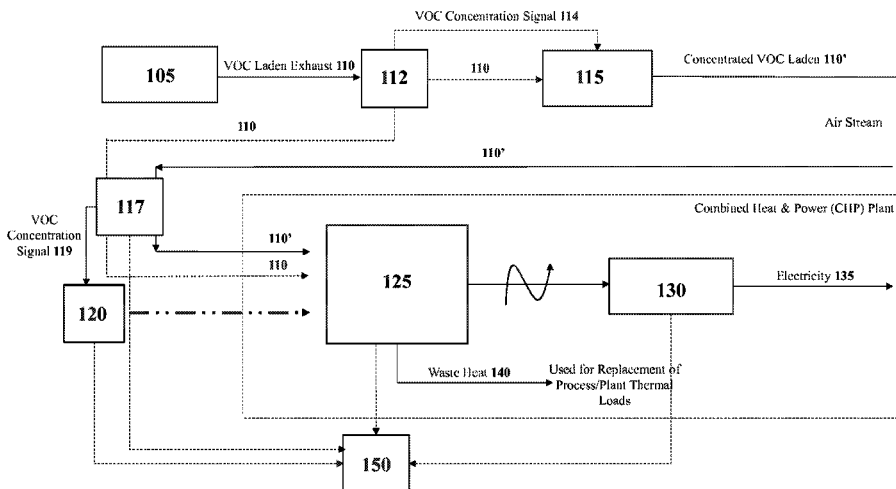 VOC Concentration Signal 114
105
VOC Laden Exhaust 110
112
110
115
Concentrated VOC Laden 110'
110
Air Stream
110'
117
Combined Heat & Power (CHP) Plant
VOC
Concentration
Signal 119
110'
110
125
130
Electricity 135
120
Waste Heat 140
Used for Replacement of
Process/Plant Thermal
Loads
150